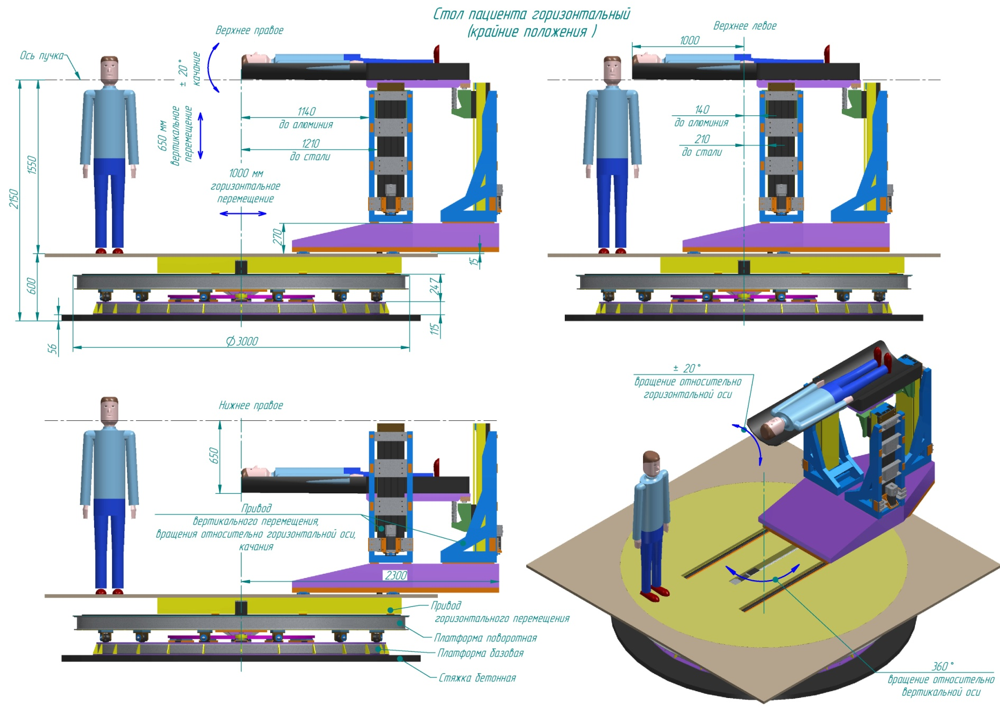 Стол пациента горизонтальный
(крайние положения )
Верхнее правое
Ось пучка
± 20°
качание
650 мм
вертикальное
перемещение
1140
до алюминия
1210
до стали
1000 мм
горизонтальное
перемещение
2150
1550
600
270
15
247
115
56
Ø3000
Верхнее левое
1000
140
до алюминия
210
до стали
Нижнее правое
650
Привод
вертикального перемещения,
вращения относительно горизонтальной оси,
качания
2300
Привод
горизонтального перемещения
Платформа поворотная
Платформа базовая
Стяжка бетонная
± 20°
вращение относительно
горизонтальной оси
360°
вращение относительно
вертикальной оси